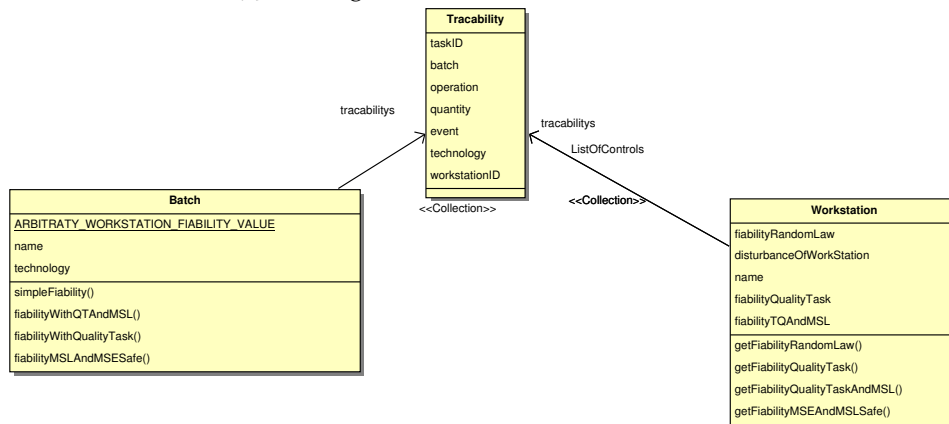 Tracability
taskID
batch
operation
quantity
event
technology
workstationID
tracabilitys
tracabilitys
ListOfControls
<<Collection>>
<<Collection>>
Batch
ARBITRATY_WORKSTATION_FIABILITY_VALUE
name
technology
simpleFiability()
fiabilityWithQTAndMSL()
fiabilityWithQualityTask()
fiabilityMSLAndMSESafe()
Workstation
fiabilityRandomLaw
disturbanceOfWorkStation
name
fiabilityQualityTask
fiabilityTQAndMSL
getFiabilityRandomLaw()
getFiabilityQualityTask()
getFiabilityQualityTaskAndMSL()
getFiabilityMSEAndMSLSafe()